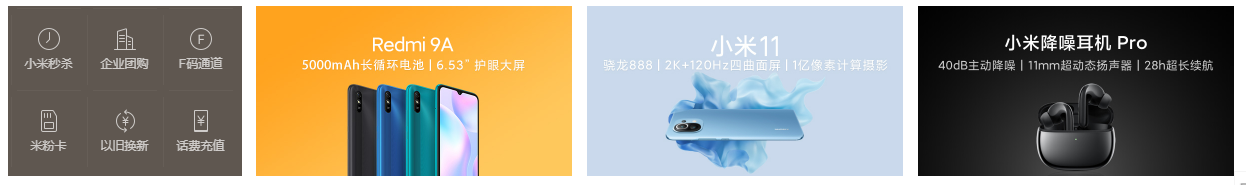 小米秒杀
企业团购
F码通道
米粉卡
以旧换新
话费充值
Redmi 9A
5000mAh长循环电池 | 6.53" 护眼大屏
小米11
骁龙888 | 2K+120Hz四曲面屏 | 1亿像素计算摄影
小米降噪耳机 Pro
40dB主动降噪 | 11mm超动态扬声器 | 28h超长续航